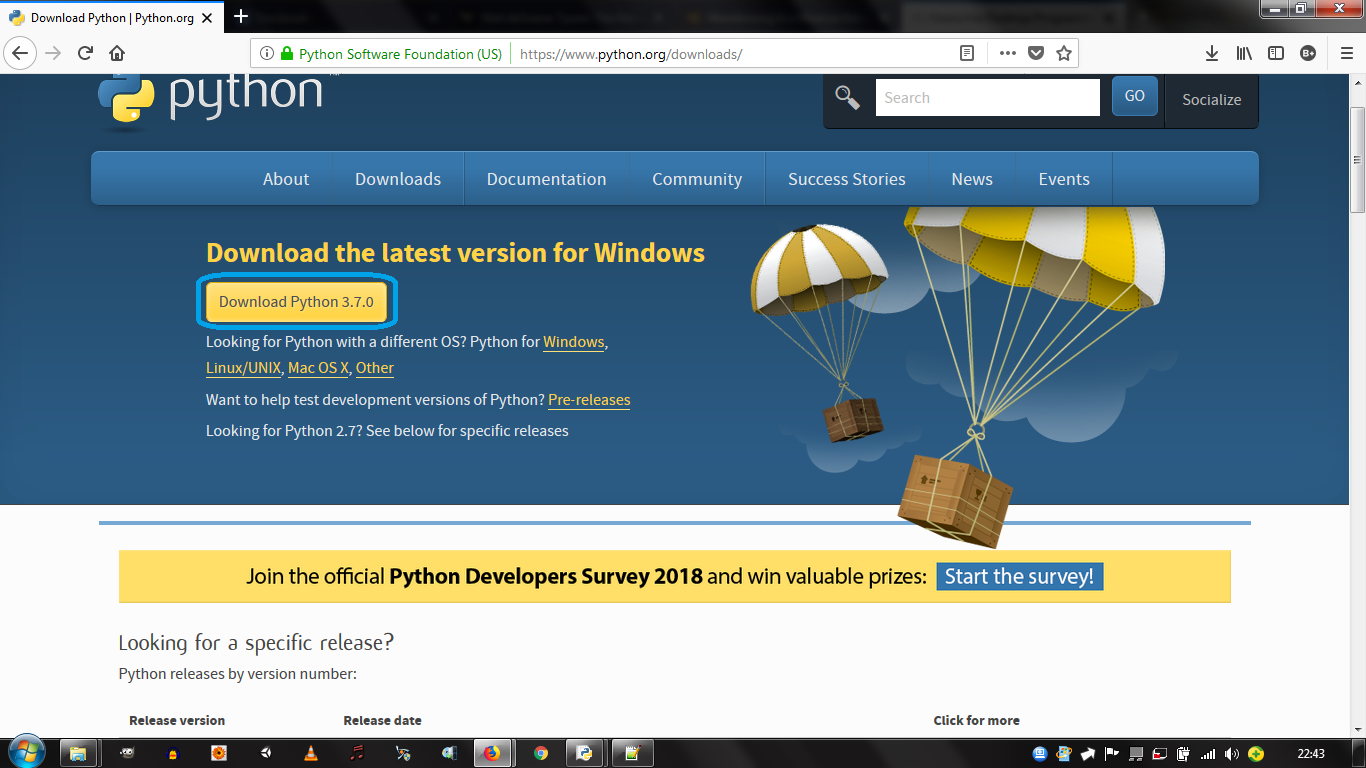 Download Python | Python.org
Python Software Foundation (US) https://www.python.org/downloads/
python™
Search GO Socialize
About Downloads Documentation Community Success Stories News Events
Download the latest version for Windows
Download Python 3.7.0
Looking for Python with a different OS? Python for Windows,
Linux/UNIX, Mac OS X, Other
Want to help test development versions of Python? Pre-releases
Looking for Python 2.7? See below for specific releases
Join the official Python Developers Survey 2018 and win valuable prizes: Start the survey!
Looking for a specific release?
Python releases by version number:
Release version Release date Click for more
22:43